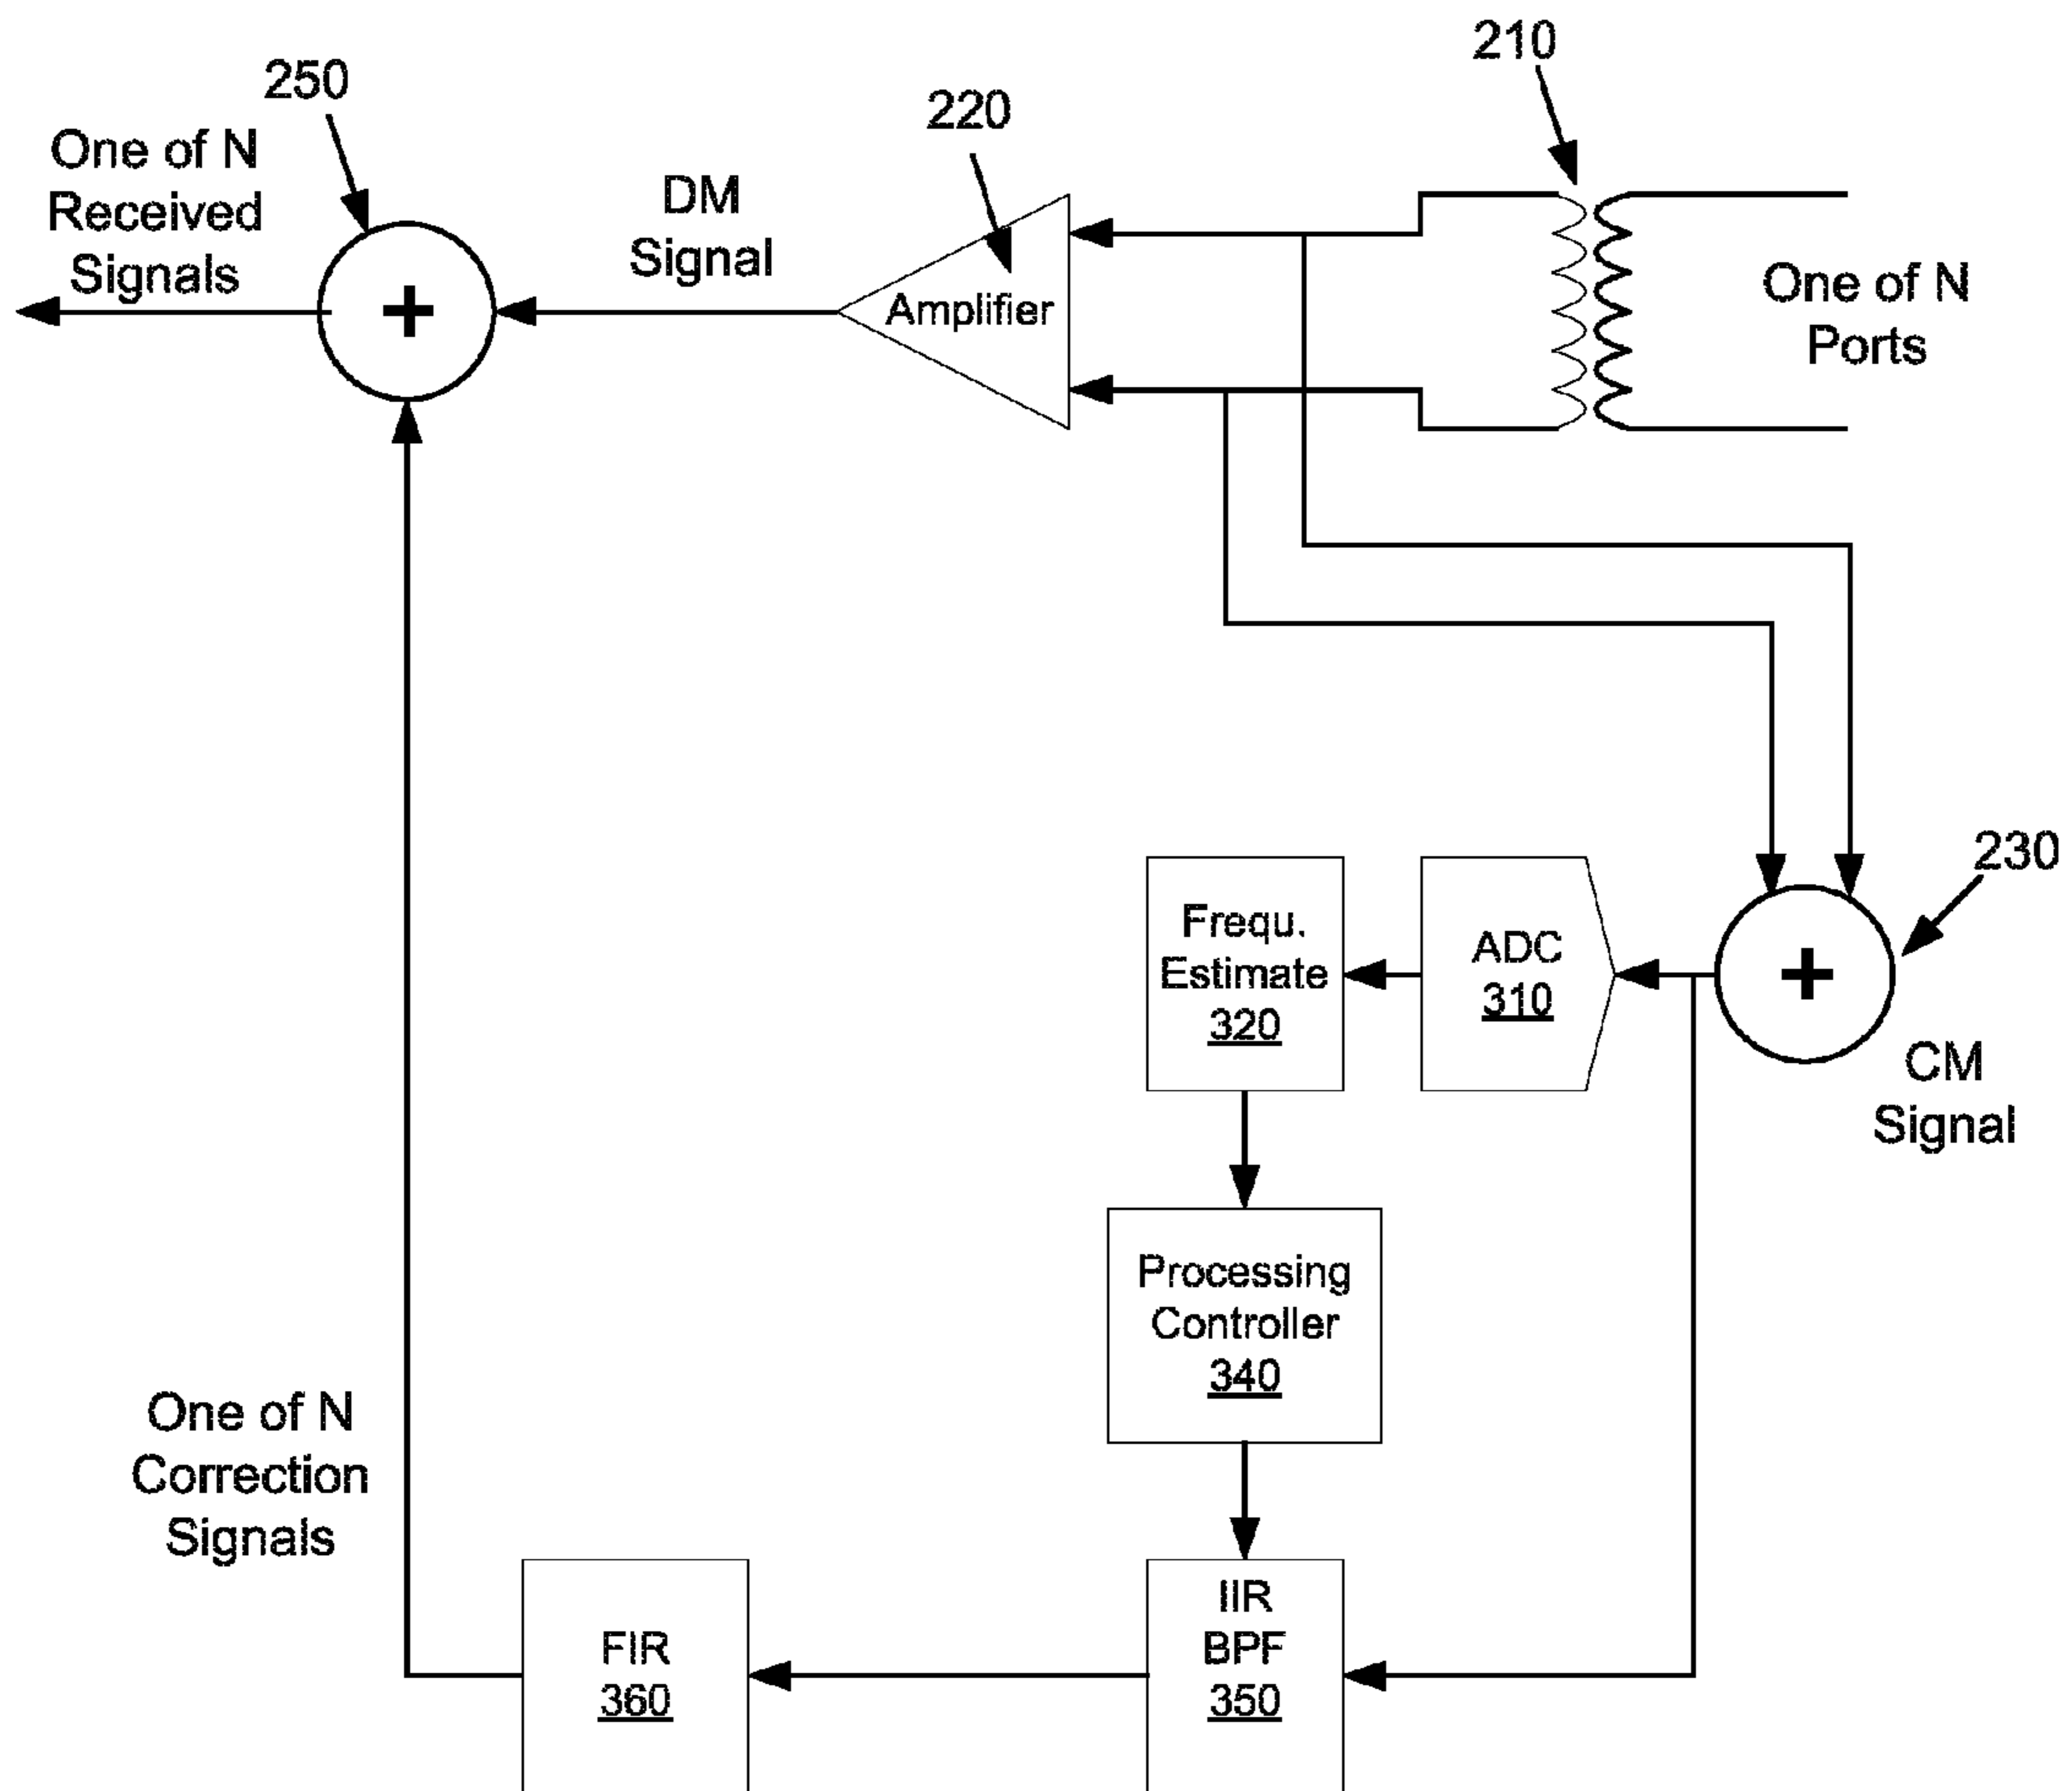 210
250
220
One of N
Received
Signals
DM
Signal
Amplifier
+
One of N
Ports
230
Frequ.
Estimate
320
ADC
310
+
CM
Signal
Processing
Controller
340
One of N
Correction
Signals
FIR
360
IIR
BPF
350